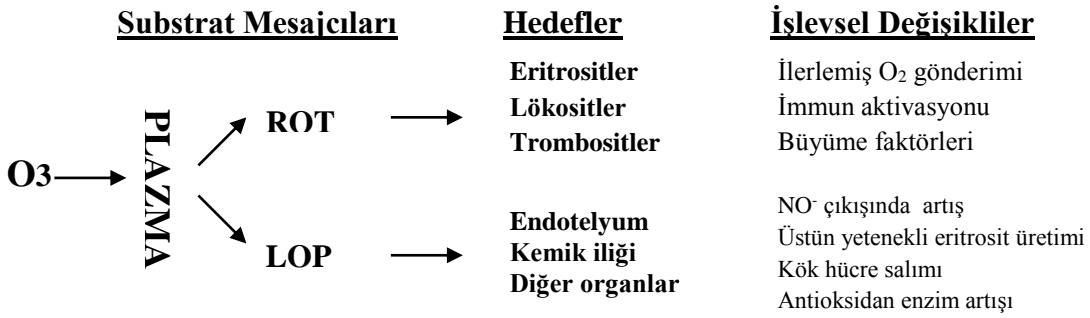 Substrat Mesajcıları Hedefler İşlevsel Değişikliler
Eritrositler İlerlemiş O₂ gönderimi
ROT Lökositler İmmun aktivasyonu
Trombositler Büyüme faktörleri
O3 PLAZMA
Endotelyum NO⁻ çıkışında artış
LOP Kemik iliği Üstün yetenekli eritrosit üretimi
Diğer organlar Kök hücre salımı
Antioksidan enzim artışı